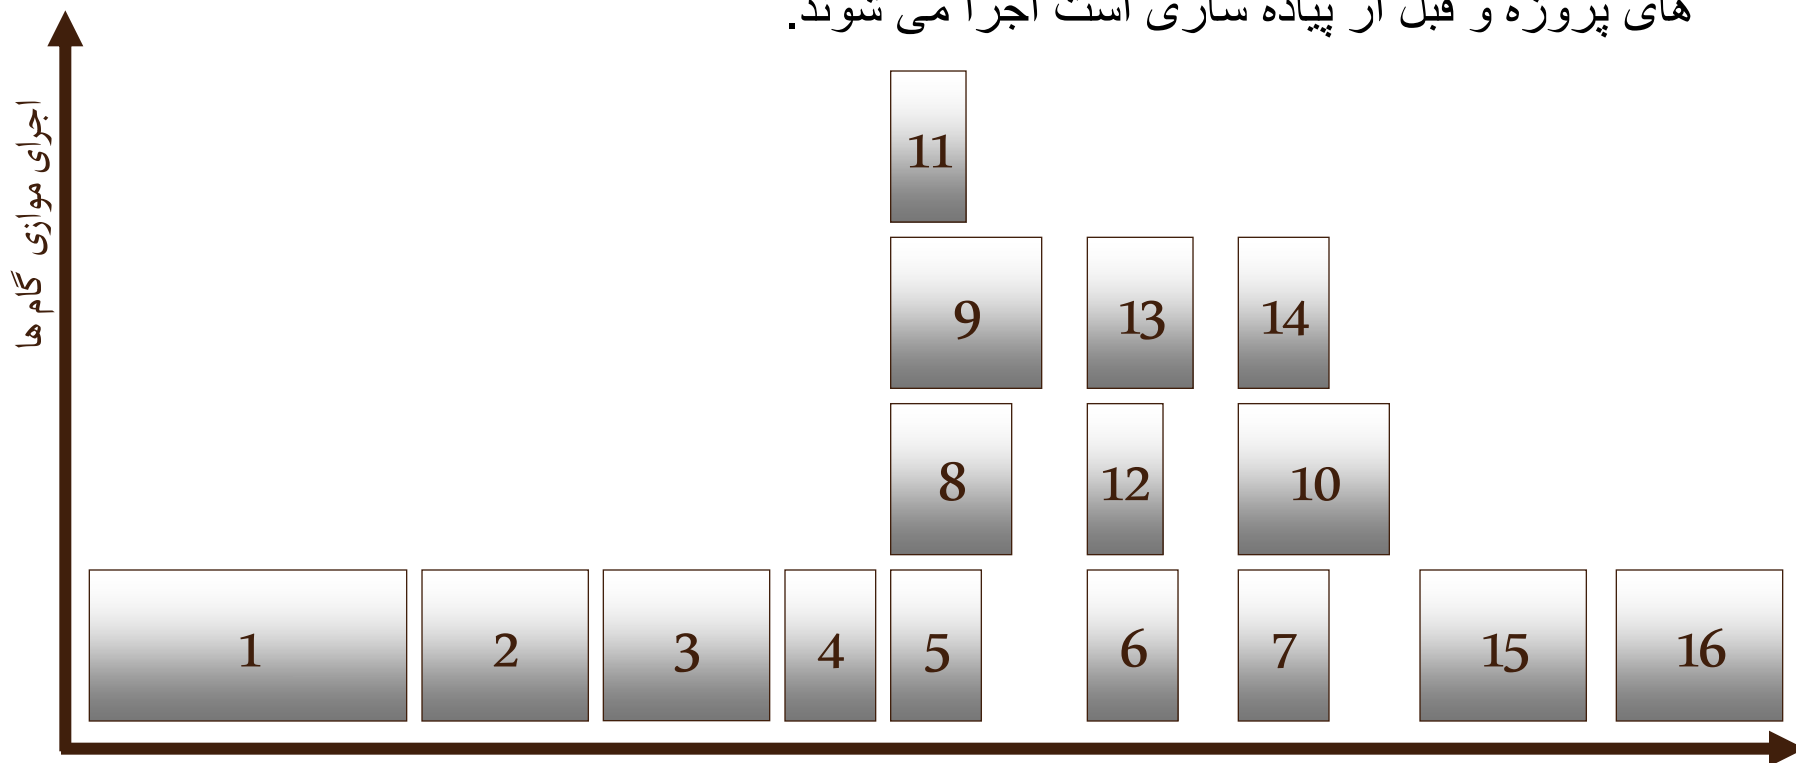 های پروژه و قبل از پیاده سازی است اجرا می شوند.
اجرای موازی گام ها
11
9 13 14
8 12 10
1 2 3 4 5 6 7 15 16